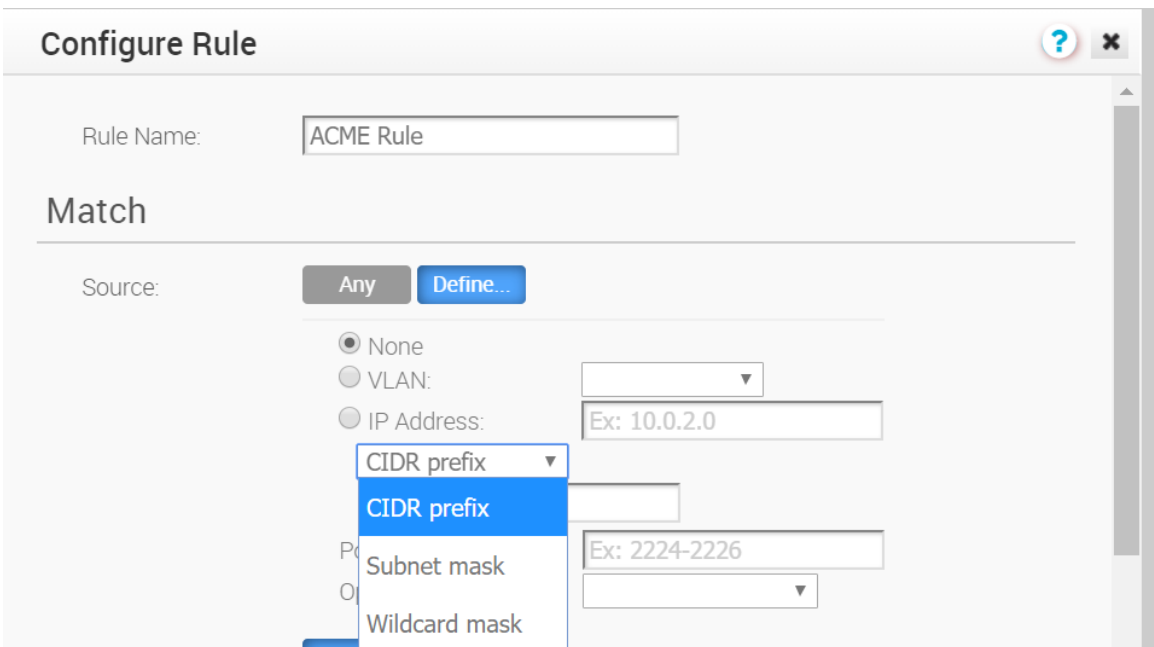 Configure Rule ?
Rule Name: ACME Rule
Match
Source: Any Define...
None
VLAN:
IP Address: Ex: 10.0.2.0
CIDR prefix
CIDR prefix
Ex: 2224-2226
Subnet mask
Wildcard mask